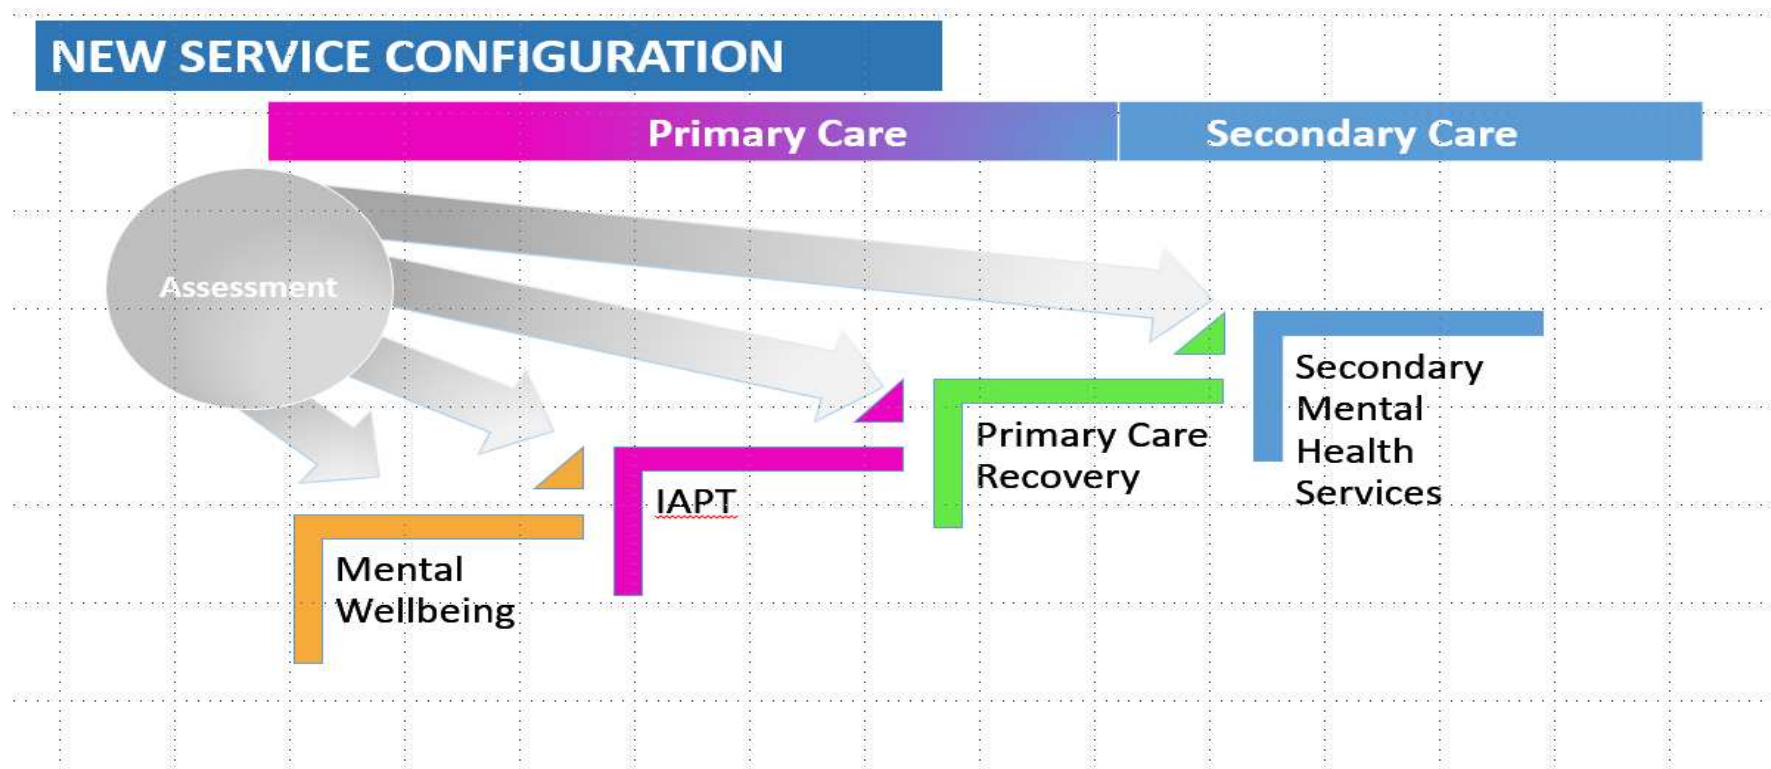 NEW SERVICE CONFIGURATION
Primary Care
Secondary Care
Assessment
Mental
Wellbeing
IAPT
Primary Care
Recovery
Secondary
Mental
Health
Services